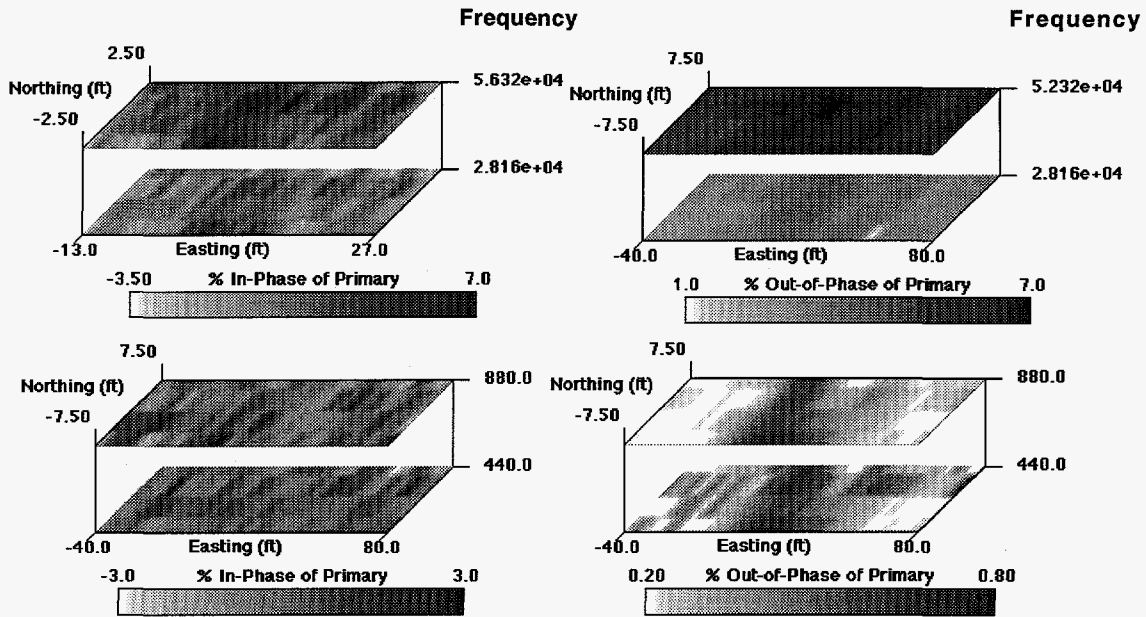 Frequency
2.50
5.632e+04
Northing (ft)
-2.50
2.816e+04
-13.0
Easting (ft)
27.0
-3.50
% In-Phase of Primary
7.0
Frequency
7.50
5.232e+04
Northing (ft)
-7.50
2.816e+04
-40.0
Easting (ft)
80.0
1.0
% Out-of-Phase of Primary
7.0
7.50
880.0
Northing (ft)
-7.50
440.0
-40.0
Easting (ft)
80.0
-3.0
% In-Phase of Primary
3.0
7.50
880.0
Northing (ft)
-7.50
440.0
-40.0
Easting (ft)
80.0
0.20
% Out-of-Phase of Primary
0.80